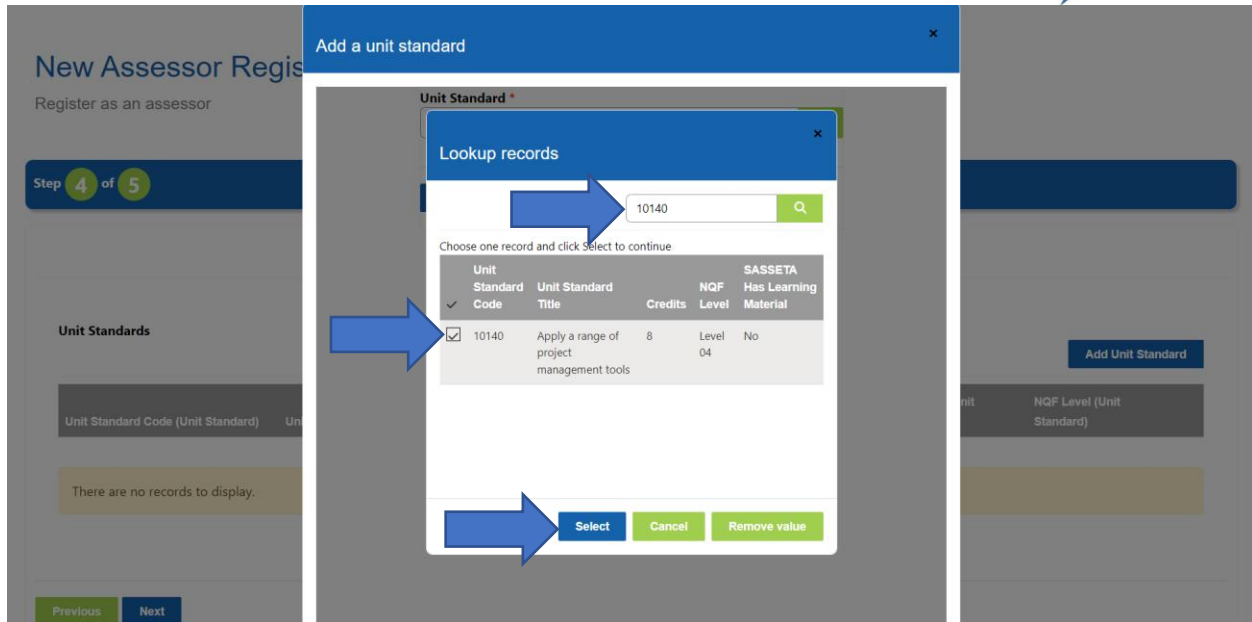 Add a unit standard
×
New Assessor Regis
Register as an assessor
Unit Standard *
×
Lookup records
Step 4 of 5
10140
Choose one record and click Select to continue
✓ Unit Standard Code Unit Standard Title Credits NQF Level SASSETA Has Learning Material
10140 Apply a range of project management tools 8 Level 04 No
Unit Standards
Add Unit Standard
Unit Standard Code (Unit Standard) Uni nit NQF Level (Unit Standard)
There are no records to display.
Select Cancel Remove value
Previous Next